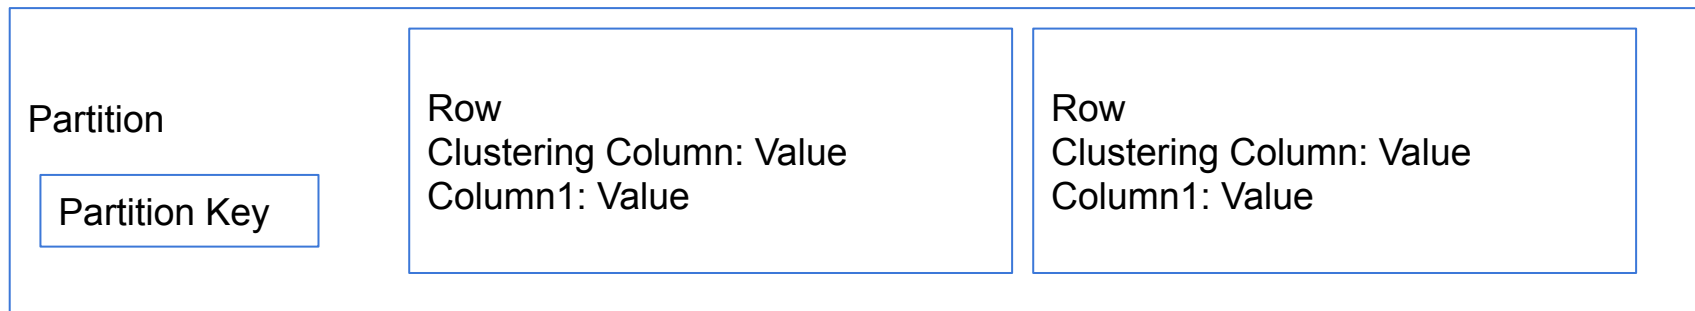 Partition
Partition Key
Row
Clustering Column: Value
Column1: Value
Row
Clustering Column: Value
Column1: Value